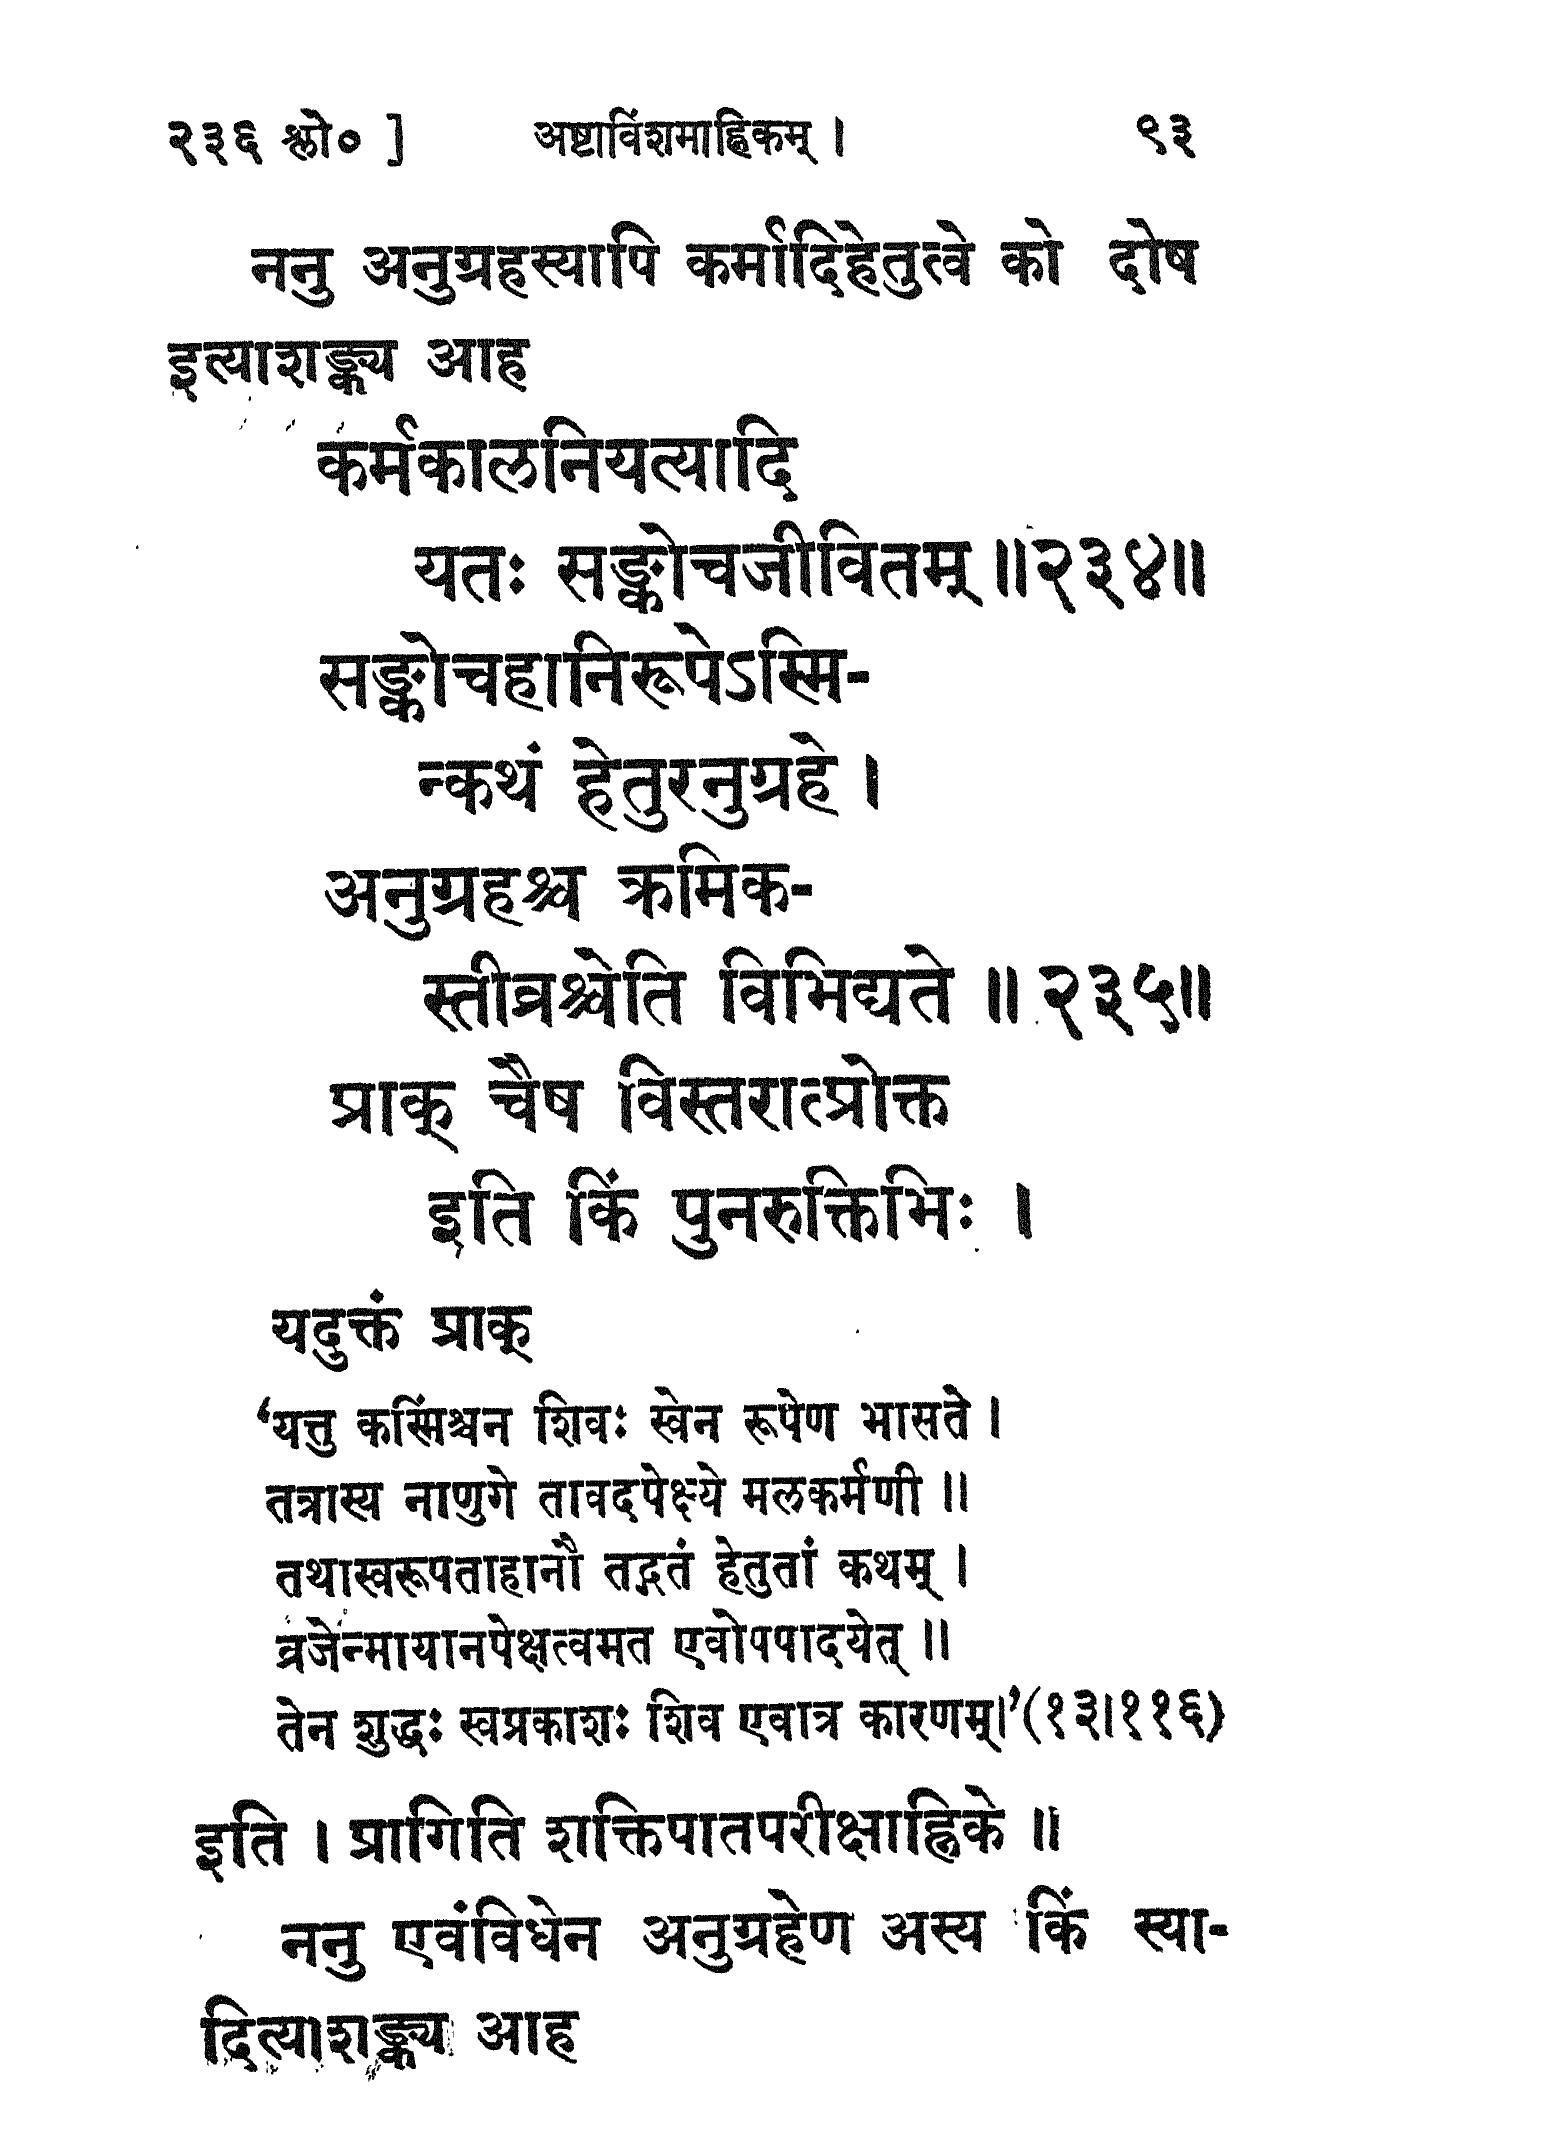 २३६ श्लो० ] अष्टाविंशमाह्निकम् । ९३
ननु अनुग्रहस्यापि कर्मादिहेतुत्वे को दोष
इत्याशङ्क्य आह
कर्मकालनियत्यादि
यतः सङ्कोचजीवितम् ॥२३४॥
सङ्कोचहानिरूपेऽस्मि-
न्कथं हेतुरनुग्रहे ।
अनुग्रहश्च क्रमिक-
स्तीव्रश्चेति विभिद्यते ॥ २३५॥
प्राक् चैष विस्तरात्प्रोक्त
इति किं पुनरुक्तिभिः ।
यदुक्तं प्राक्
‘यत्तु कस्मिंश्चन शिवः स्वेन रूपेण भासते ।
तत्रास्य नाणुगे तावदपेक्ष्ये मलकर्मणी ॥
तथास्वरूपताहानौ तद्गतं हेतुतां कथम् ।
व्रजेन्मायानपेक्षत्वमत एवोपपादयेत् ॥
तेन शुद्धः स्वप्रकाशः शिव एवात्र कारणम्।’(१३।११६)
इति । प्रागिति शक्तिपातपरीक्षाह्निके ॥
ननु एवंविधेन अनुग्रहेण अस्य किं स्या-
दित्याशङ्क्य आह